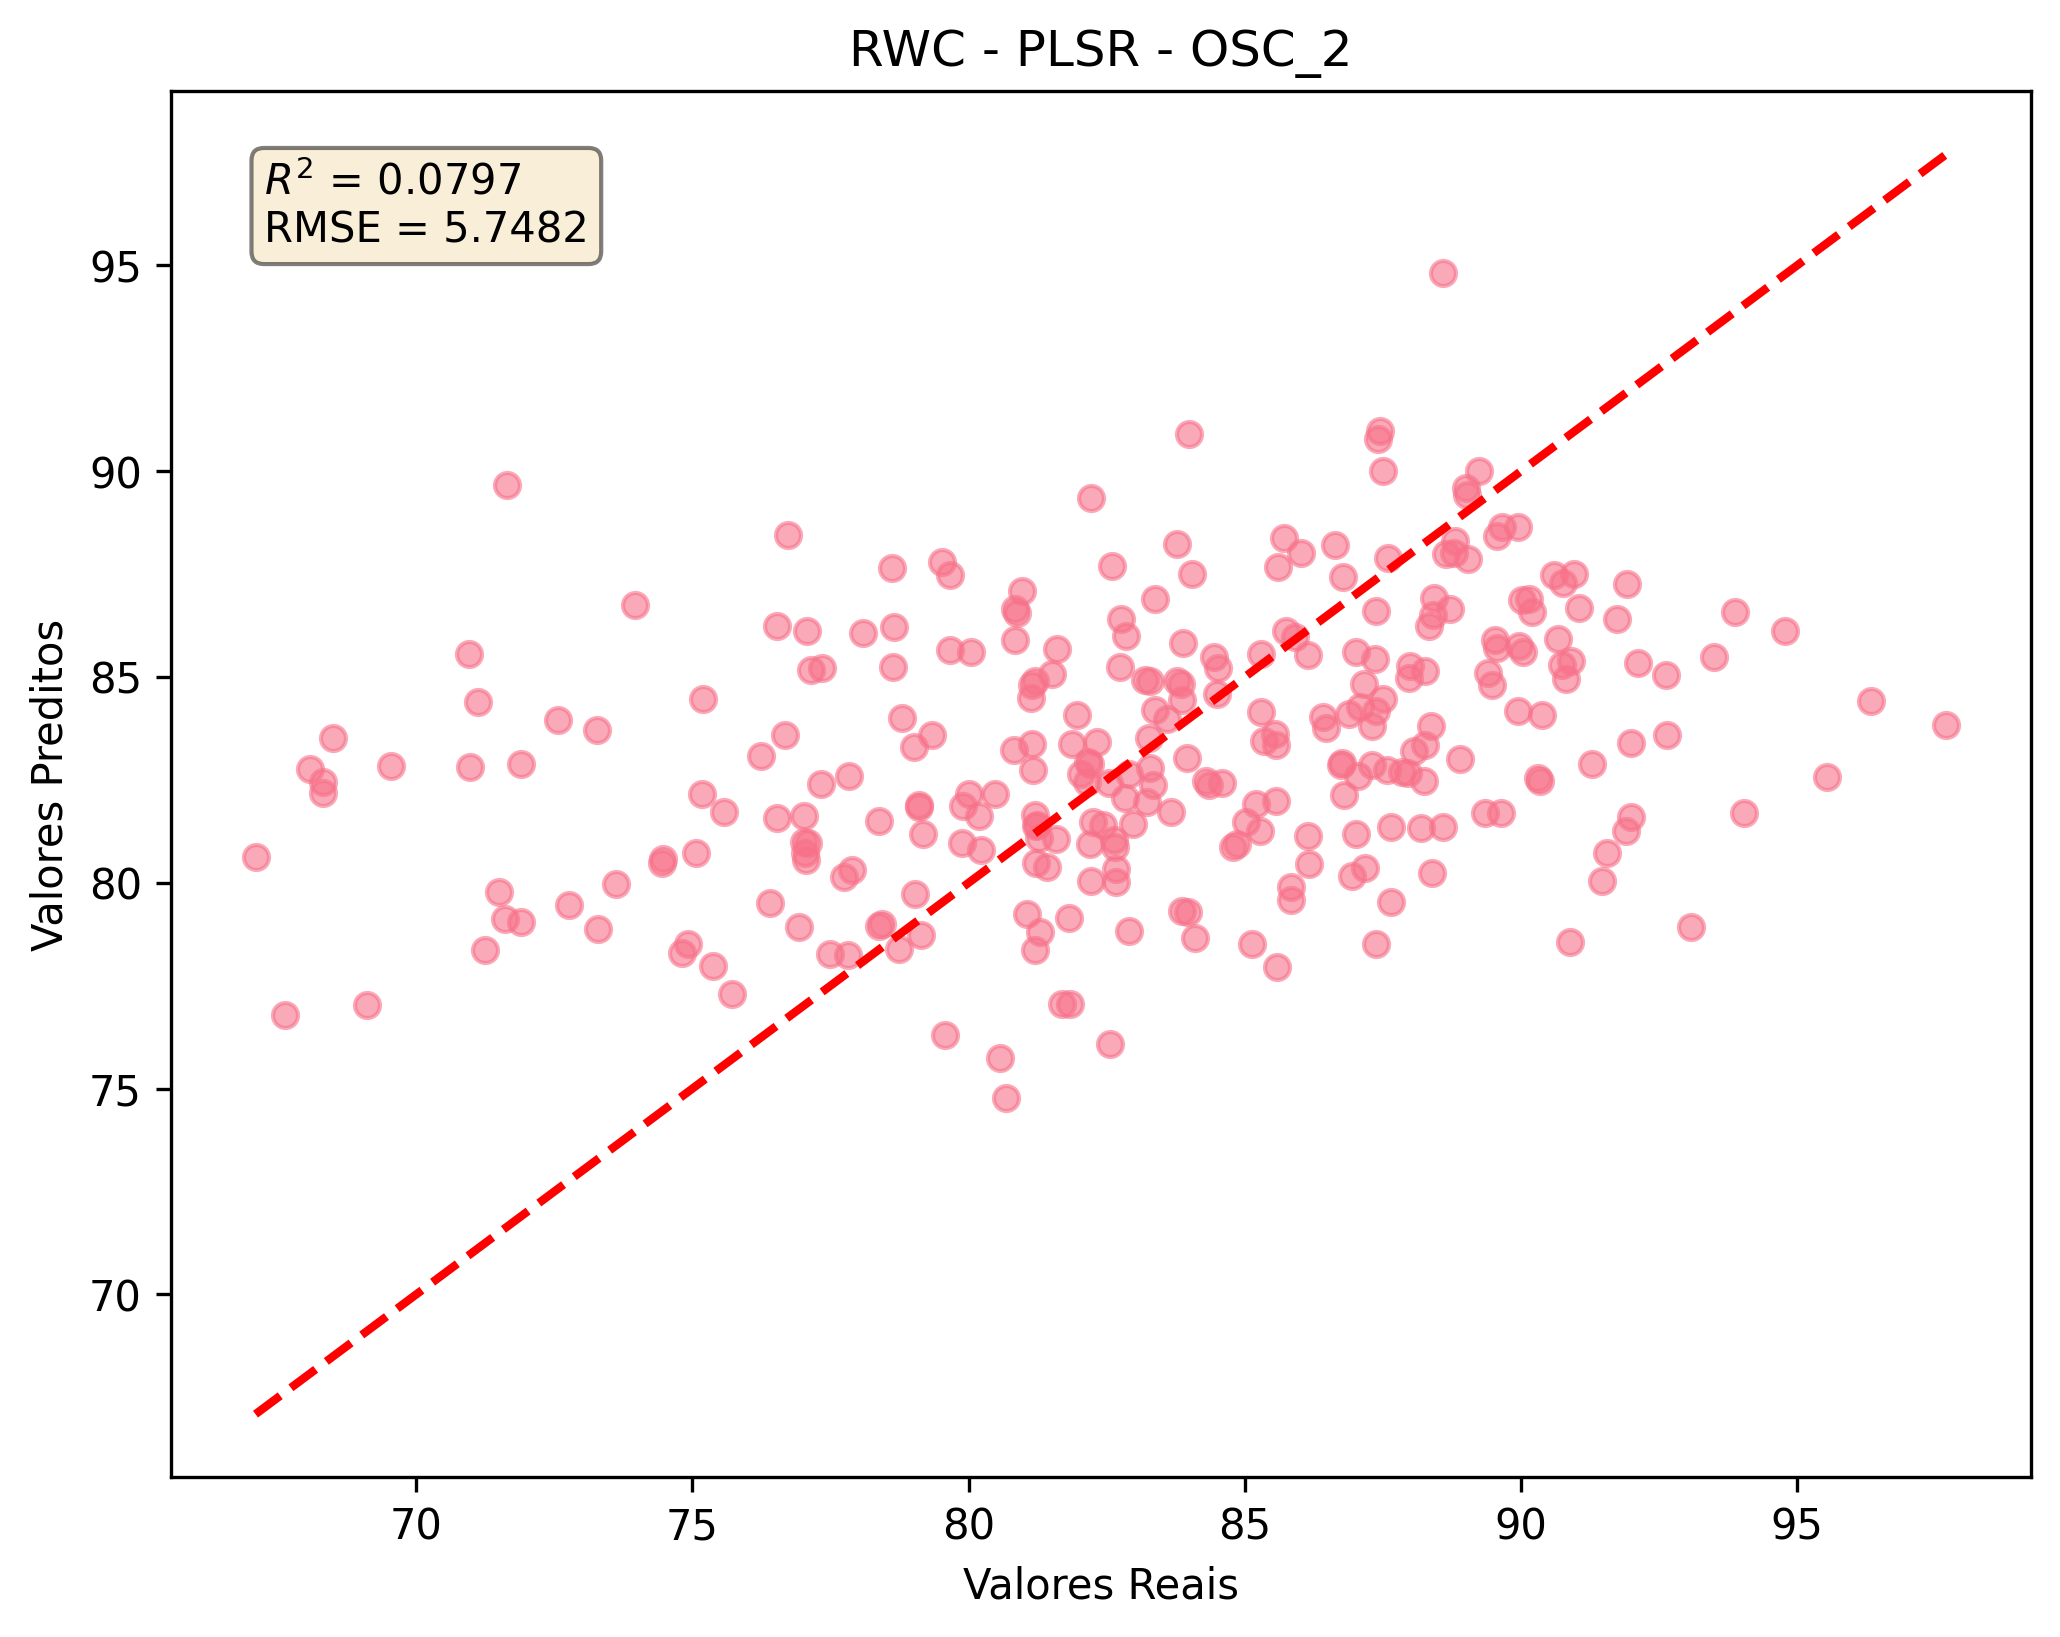 RWC - PLSR - OSC_2
R² = 0.0797
RMSE = 5.7482
95
90
85
80
75
70
Valores Preditos
70 75 80 85 90 95
Valores Reais